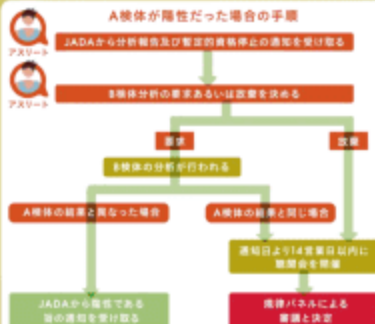 A検体が陽性だった場合の手順
アスリート
JADAから分析報告及び暫定的資格停止の通知を受け取る
アスリート
B検体分析の要求あるいは放棄を決める
要求
放棄
B検体の分析が行われる
A検体の結果と異なった場合
A検体の結果と同じ場合
通知日より14営業日以内に
聴聞会を開催
JADAから陰性である
旨の通知を受け取る
規律パネルによる
審議と決定